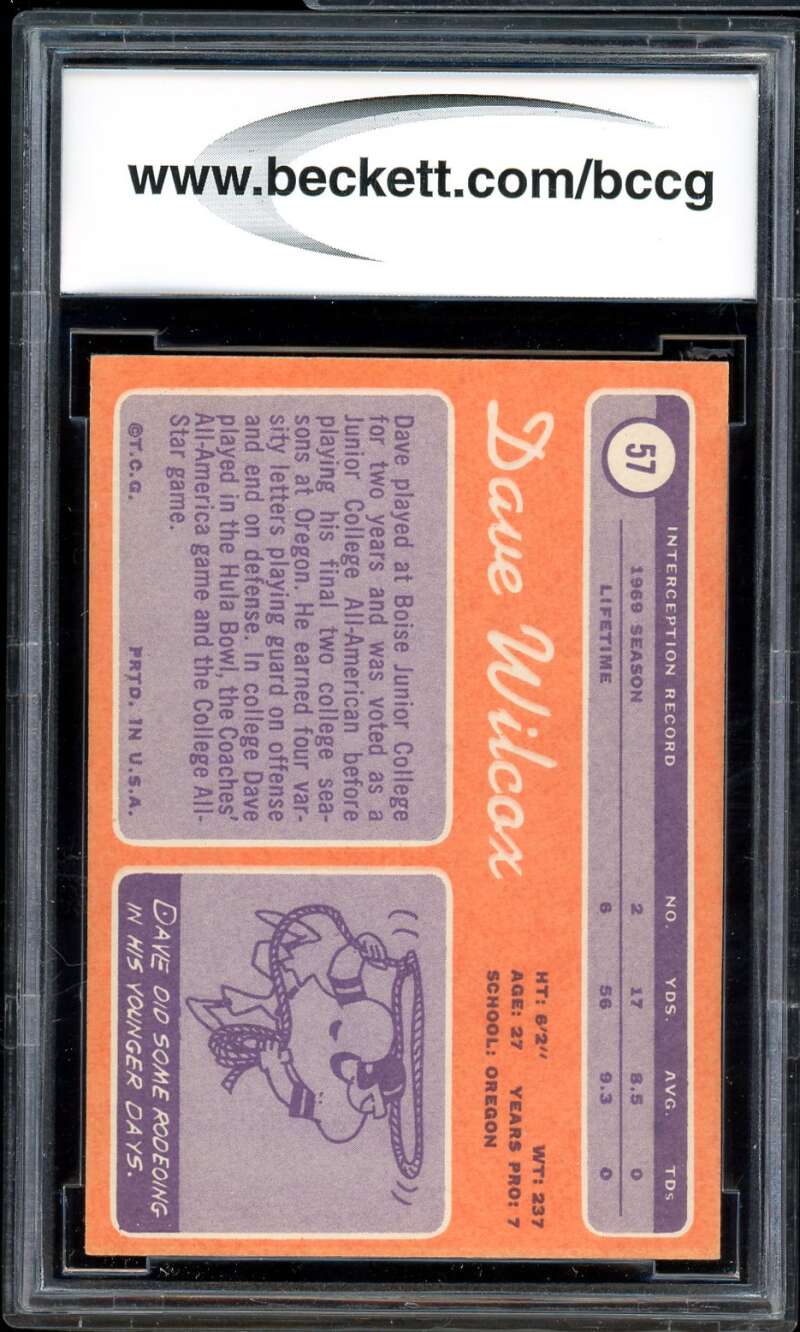 www.beckett.com/bccg
57
INTERCEPTION RECORD NO. YDS. AVG. TDs
1969 SEASON 2 17 8.5 0
LIFETIME 6 56 9.3 0
Dave Wilcox
HT: 6'2" WT: 237
AGE: 27 YEARS PRO: 7
SCHOOL: OREGON
Dave played at Boise Junior College
for two years and was voted as a
Junior College All-American before
playing his final two college sea-
sons at Oregon. He earned four var-
sity letters playing guard on offense
and end on defense. In college Dave
played in the Hula Bowl, the Coaches'
All-America game and the College All-
Star game.
©T.C.G. PRTD. IN U.S.A.
DAVE DID SOME RODEOING
IN HIS YOUNGER DAYS.